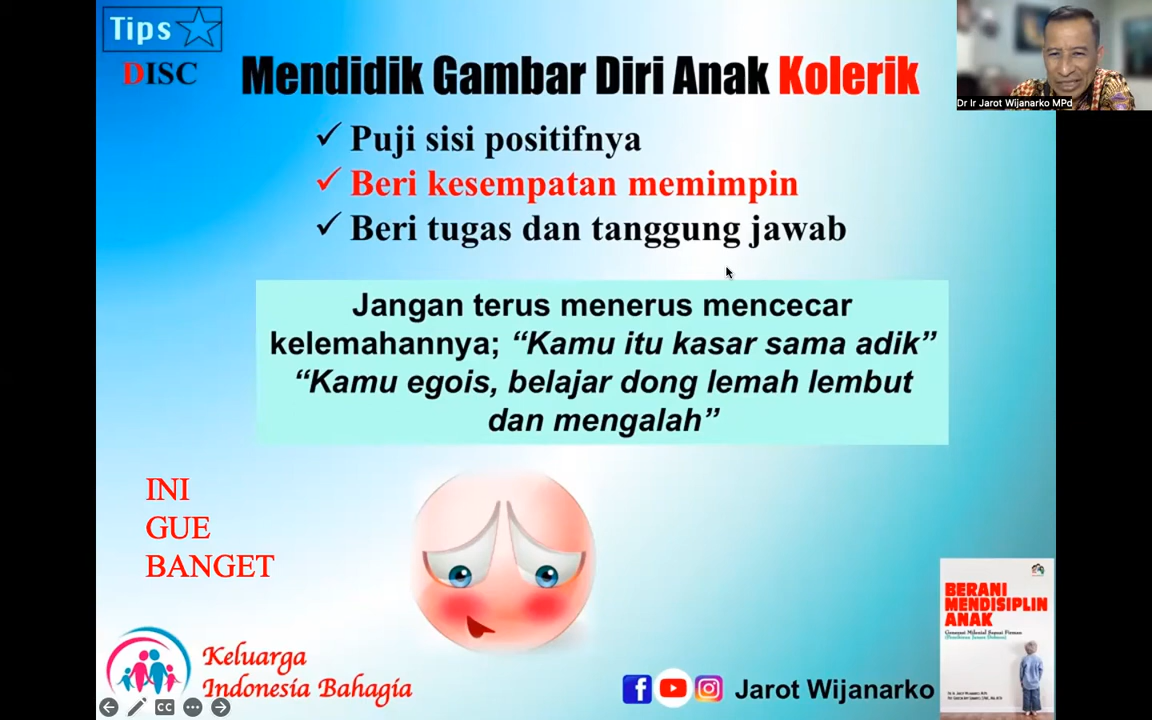 Tips
DISC
Mendidik Gambar Diri Anak Kolerik
Dr Ir Jarot Wijanarko MPd
Puji sisi positifnya
Beri kesempatan memimpin
Beri tugas dan tanggung jawab
Jangan terus menerus mencecar
kelemahannya; “Kamu itu kasar sama adik”
“Kamu egois, belajar dong lemah lembut
dan mengalah”
INI
GUE
BANGET
Keluarga
Indonesia Bahagia
Jarot Wijanarko
BERANI
MENDISIPLIN
ANAK
CC